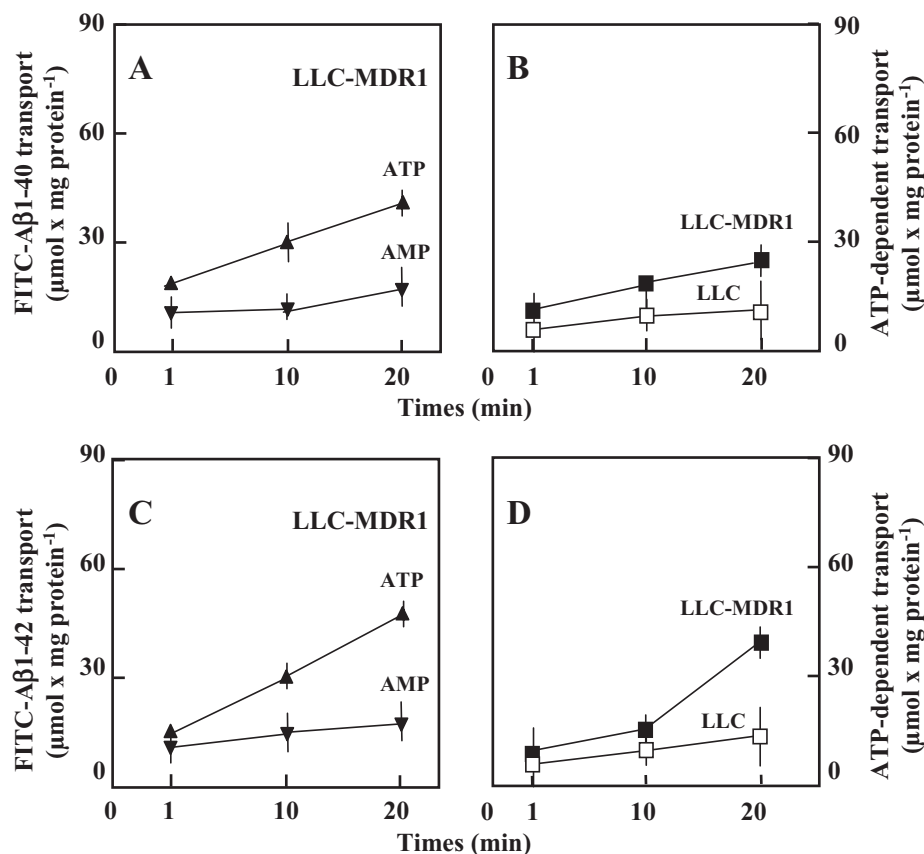 90
A
LLC-MDR1
60
ATP
30
AMP
0
0
1
10
20
FITC-Aβ1-40 transport
(μmol x mg protein⁻¹)
B
90
60
LLC-MDR1
30
LLC
0
0
1
10
20
ATP-dependent transport
(μmol x mg protein⁻¹)
Times (min)
90
C
LLC-MDR1
60
ATP
30
AMP
0
0
1
10
20
FITC-Aβ1-42 transport
(μmol x mg protein⁻¹)
D
90
60
LLC-MDR1
30
LLC
0
0
1
10
20
ATP-dependent transport
(μmol x mg protein⁻¹)
Times (min)